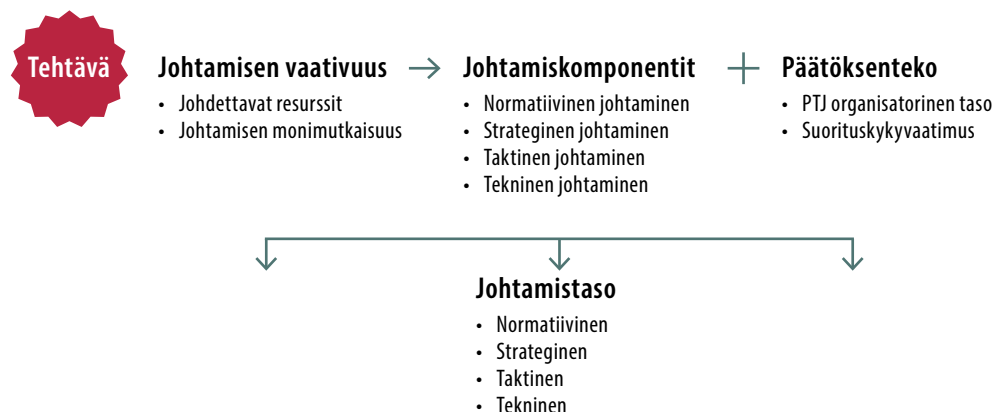 Tehtävä
Johtamisen vaativuus
• Johdettavat resurssit
• Johtamisen monimutkaisuus
Johtamiskomponentit
• Normatiivinen johtaminen
• Strateginen johtaminen
• Taktinen johtaminen
• Tekninen johtaminen
Päätöksenteko
• PTJ organisatorinen taso
• Suorituskykyvaatimus
Johtamistaso
• Normatiivinen
• Strateginen
• Taktinen
• Tekninen